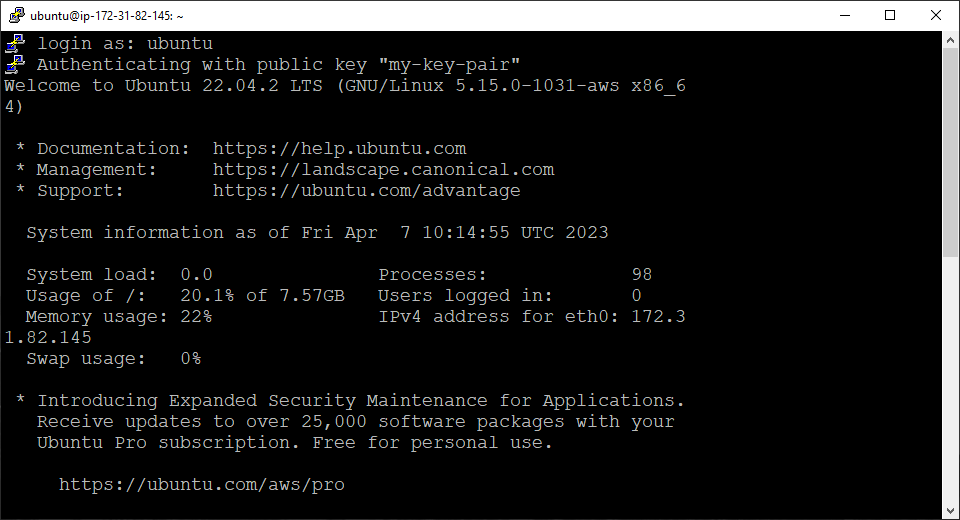 ubuntu@ip-172-31-82-145: ~
login as: ubuntu
Authenticating with public key "my-key-pair"
Welcome to Ubuntu 22.04.2 LTS (GNU/Linux 5.15.0-1031-aws x86_6
4)
* Documentation:  https://help.ubuntu.com
* Management:     https://landscape.canonical.com
* Support:        https://ubuntu.com/advantage
System information as of Fri Apr  7 10:14:55 UTC 2023
System load:  0.0               Processes:             98
Usage of /:   20.1% of 7.57GB   Users logged in:       0
Memory usage: 22%               IPv4 address for eth0: 172.3
1.82.145
Swap usage:   0%
* Introducing Expanded Security Maintenance for Applications.
Receive updates to over 25,000 software packages with your
Ubuntu Pro subscription. Free for personal use.
https://ubuntu.com/aws/pro